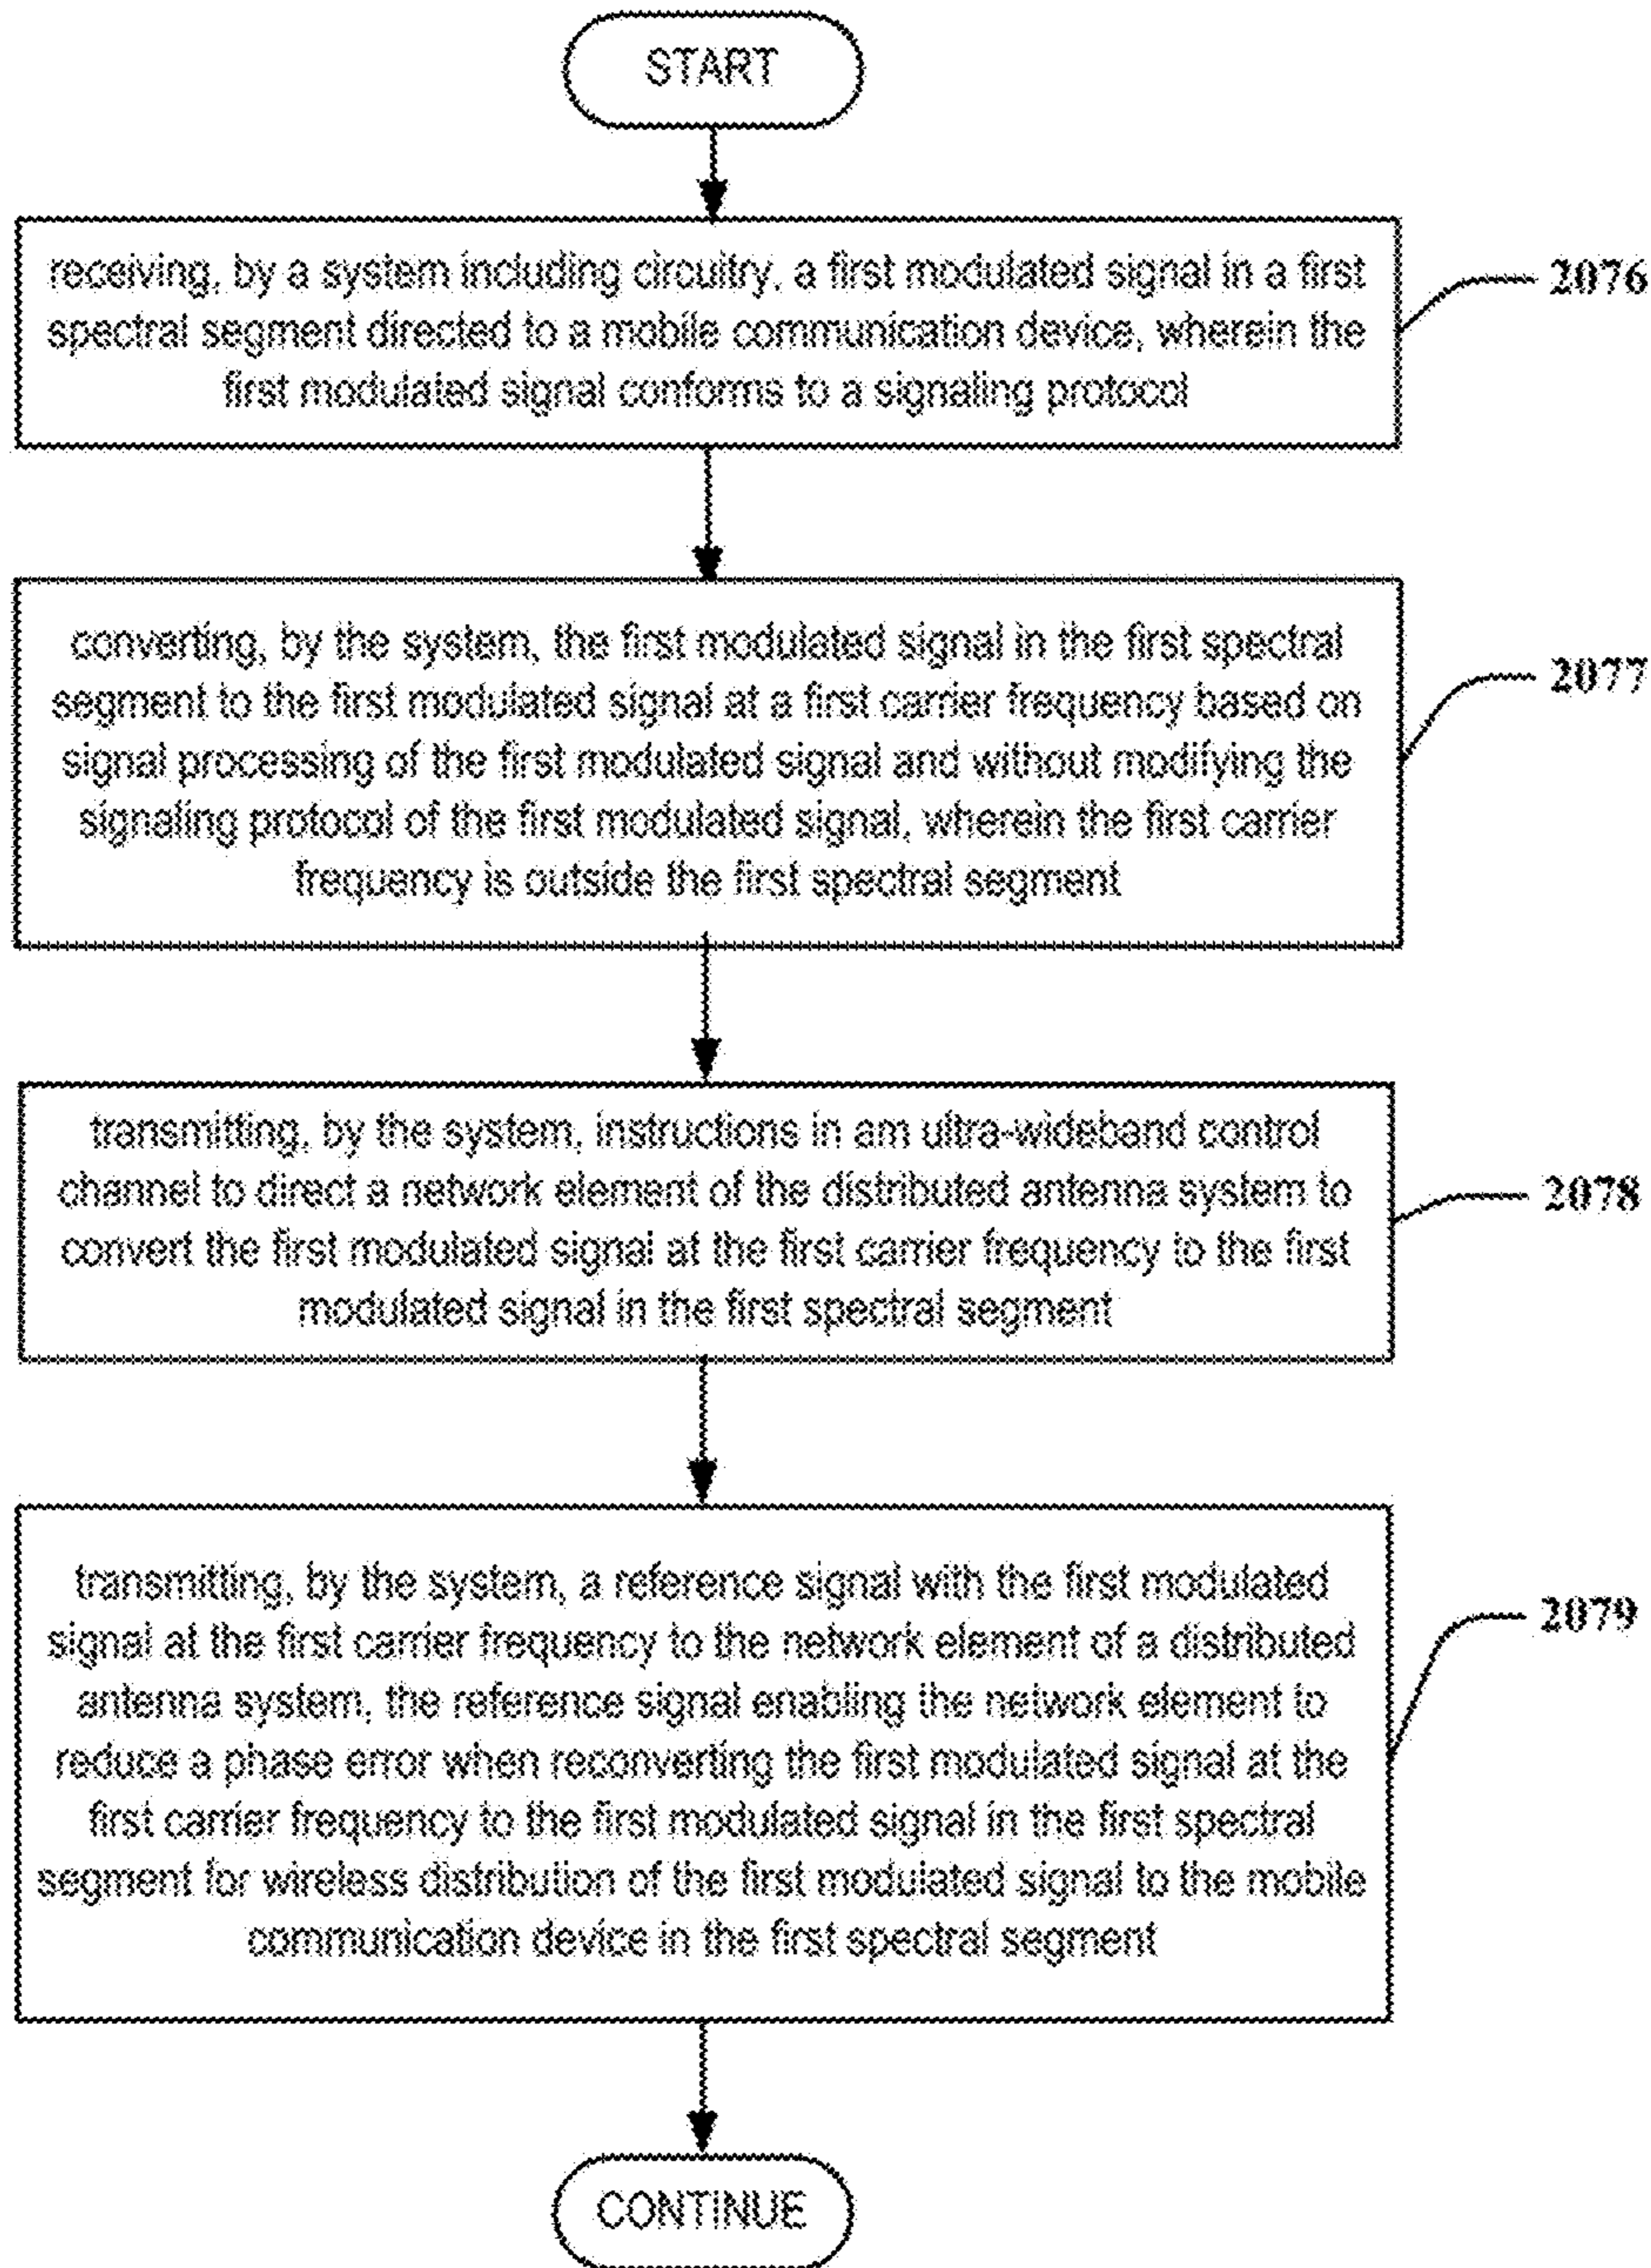 START
receiving, by a system including circuitry, a first modulated signal in a first
spectral segment directed to a mobile communication device, wherein the
first modulated signal conforms to a signaling protocol
2076
converting, by the system, the first modulated signal in the first spectral
segment to the first modulated signal at a first carrier frequency based on
signal processing of the first modulated signal and without modifying the
signaling protocol of the first modulated signal, wherein the first carrier
frequency is outside the first spectral segment
2077
transmitting, by the system, instructions in am ultra-wideband control
channel to direct a network element of the distributed antenna system to
convert the first modulated signal at the first carrier frequency to the first
modulated signal in the first spectral segment
2078
transmitting, by the system, a reference signal with the first modulated
signal at the first carrier frequency to the network element of a distributed
antenna system, the reference signal enabling the network element to
reduce a phase error when reconverting the first modulated signal at the
first carrier frequency to the first modulated signal in the first spectral
segment for wireless distribution of the first modulated signal to the mobile
communication device in the first spectral segment
2079
CONTINUE